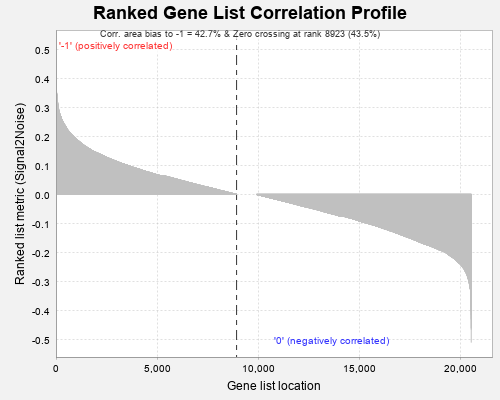 Ranked Gene List Correlation Profile
Corr. area bias to -1 = 42.7% & Zero crossing at rank 8923 (43.5%)
'-1' (positively correlated)
0.5
0.4
0.3
0.2
0.1
0.0
-0.1
-0.2
-0.3
-0.4
-0.5
Ranked list metric (Signal2Noise)
'0' (negatively correlated)
0
5,000
10,000
15,000
20,000
Gene list location